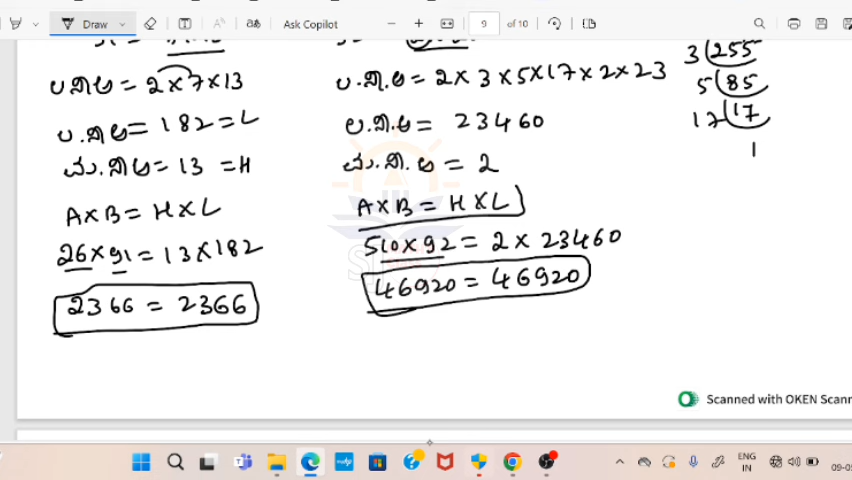 Draw
Ask Copilot
9 of 10
ಲ.ಸಾ.ಅ = 2×7×13
ಲ.ಸಾ.ಅ = 182 = L
ಮ.ಸಾ.ಅ = 13 = H
A×B = H×L
26×91 = 13×182
2366 = 2366
ಲ.ಸಾ.ಅ = 2×3×5×17×2×23
ಲ.ಸಾ.ಅ = 23460
ಮ.ಸಾ.ಅ = 2
A×B = H×L
510×92 = 2×23460
46920 = 46920
3 255
5 85
17 17
1
Scanned with OKEN Scann
ENG
IN